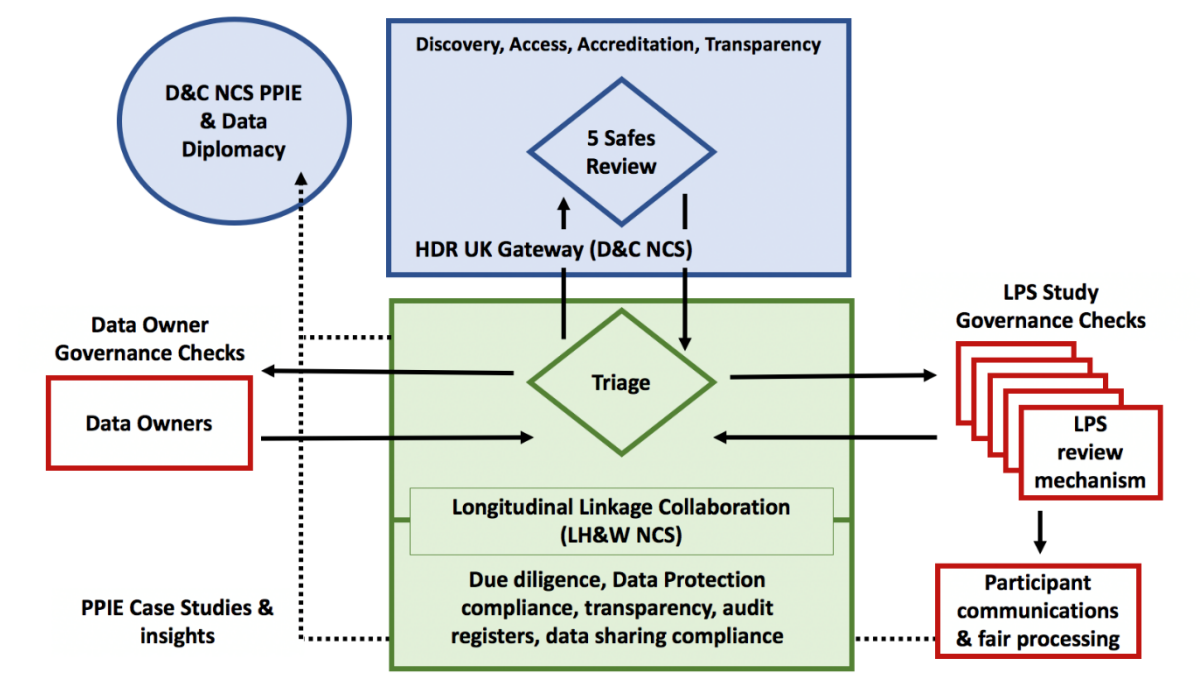 Discovery, Access, Accreditation, Transparency
D&C NCS PPIE
& Data
Diplomacy
5 Safes
Review
HDR UK Gateway (D&C NCS)
Data Owner
Governance Checks
Data Owners
Triage
LPS Study
Governance Checks
LPS
review
mechanism
Longitudinal Linkage Collaboration
(LH&W NCS)
Due diligence, Data Protection
compliance, transparency, audit
registers, data sharing compliance
PPIE Case Studies &
insights
Participant
communications
& fair processing